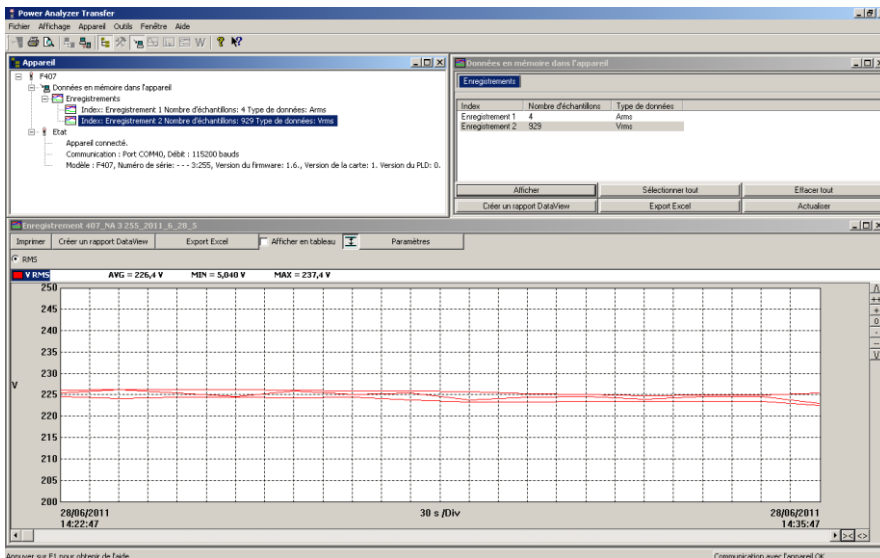 Power Analyzer Transfer
Fichier Affichage Appareil Outils Fenêtre Aide
Appareil
F407
Données en mémoire dans l'appareil
Enregistrements
Index: Enregistrement 1 Nombre d'échantillons: 4 Type de données: Arms
Index: Enregistrement 2 Nombre d'échantillons: 929 Type de données: Vrms
Etat
Appareil connecté.
Communication : Port COM40, Débit : 115200 bauds
Modèle : F407, Numéro de série: - - - 3:255, Version du firmware: 1.6., Version de la carte: 1. Version du PLD: 0.
Données en mémoire dans l'appareil
Enregistrements
Index Nombre d'échantillons Type de données
Enregistrement 1 4 Arms
Enregistrement 2 929 Vrms
Afficher Sélectionner tout Effacer tout
Créer un rapport DataView Export Excel Actualiser
Enregistrement 407_NA 3 255_2011_6_28_5
Imprimer Créer un rapport DataView Export Excel Afficher en tableau Paramètres
RMS
V RMS AVG = 226,4 V MIN = 5,040 V MAX = 237,4 V
250
245
240
235
230
V
225
220
215
210
205
200
28/06/2011 30 s /Div 28/06/2011
14:22:47 14:35:47
Appuyer sur F1 pour obtenir de l'aide. Communication avec l'appareil OK